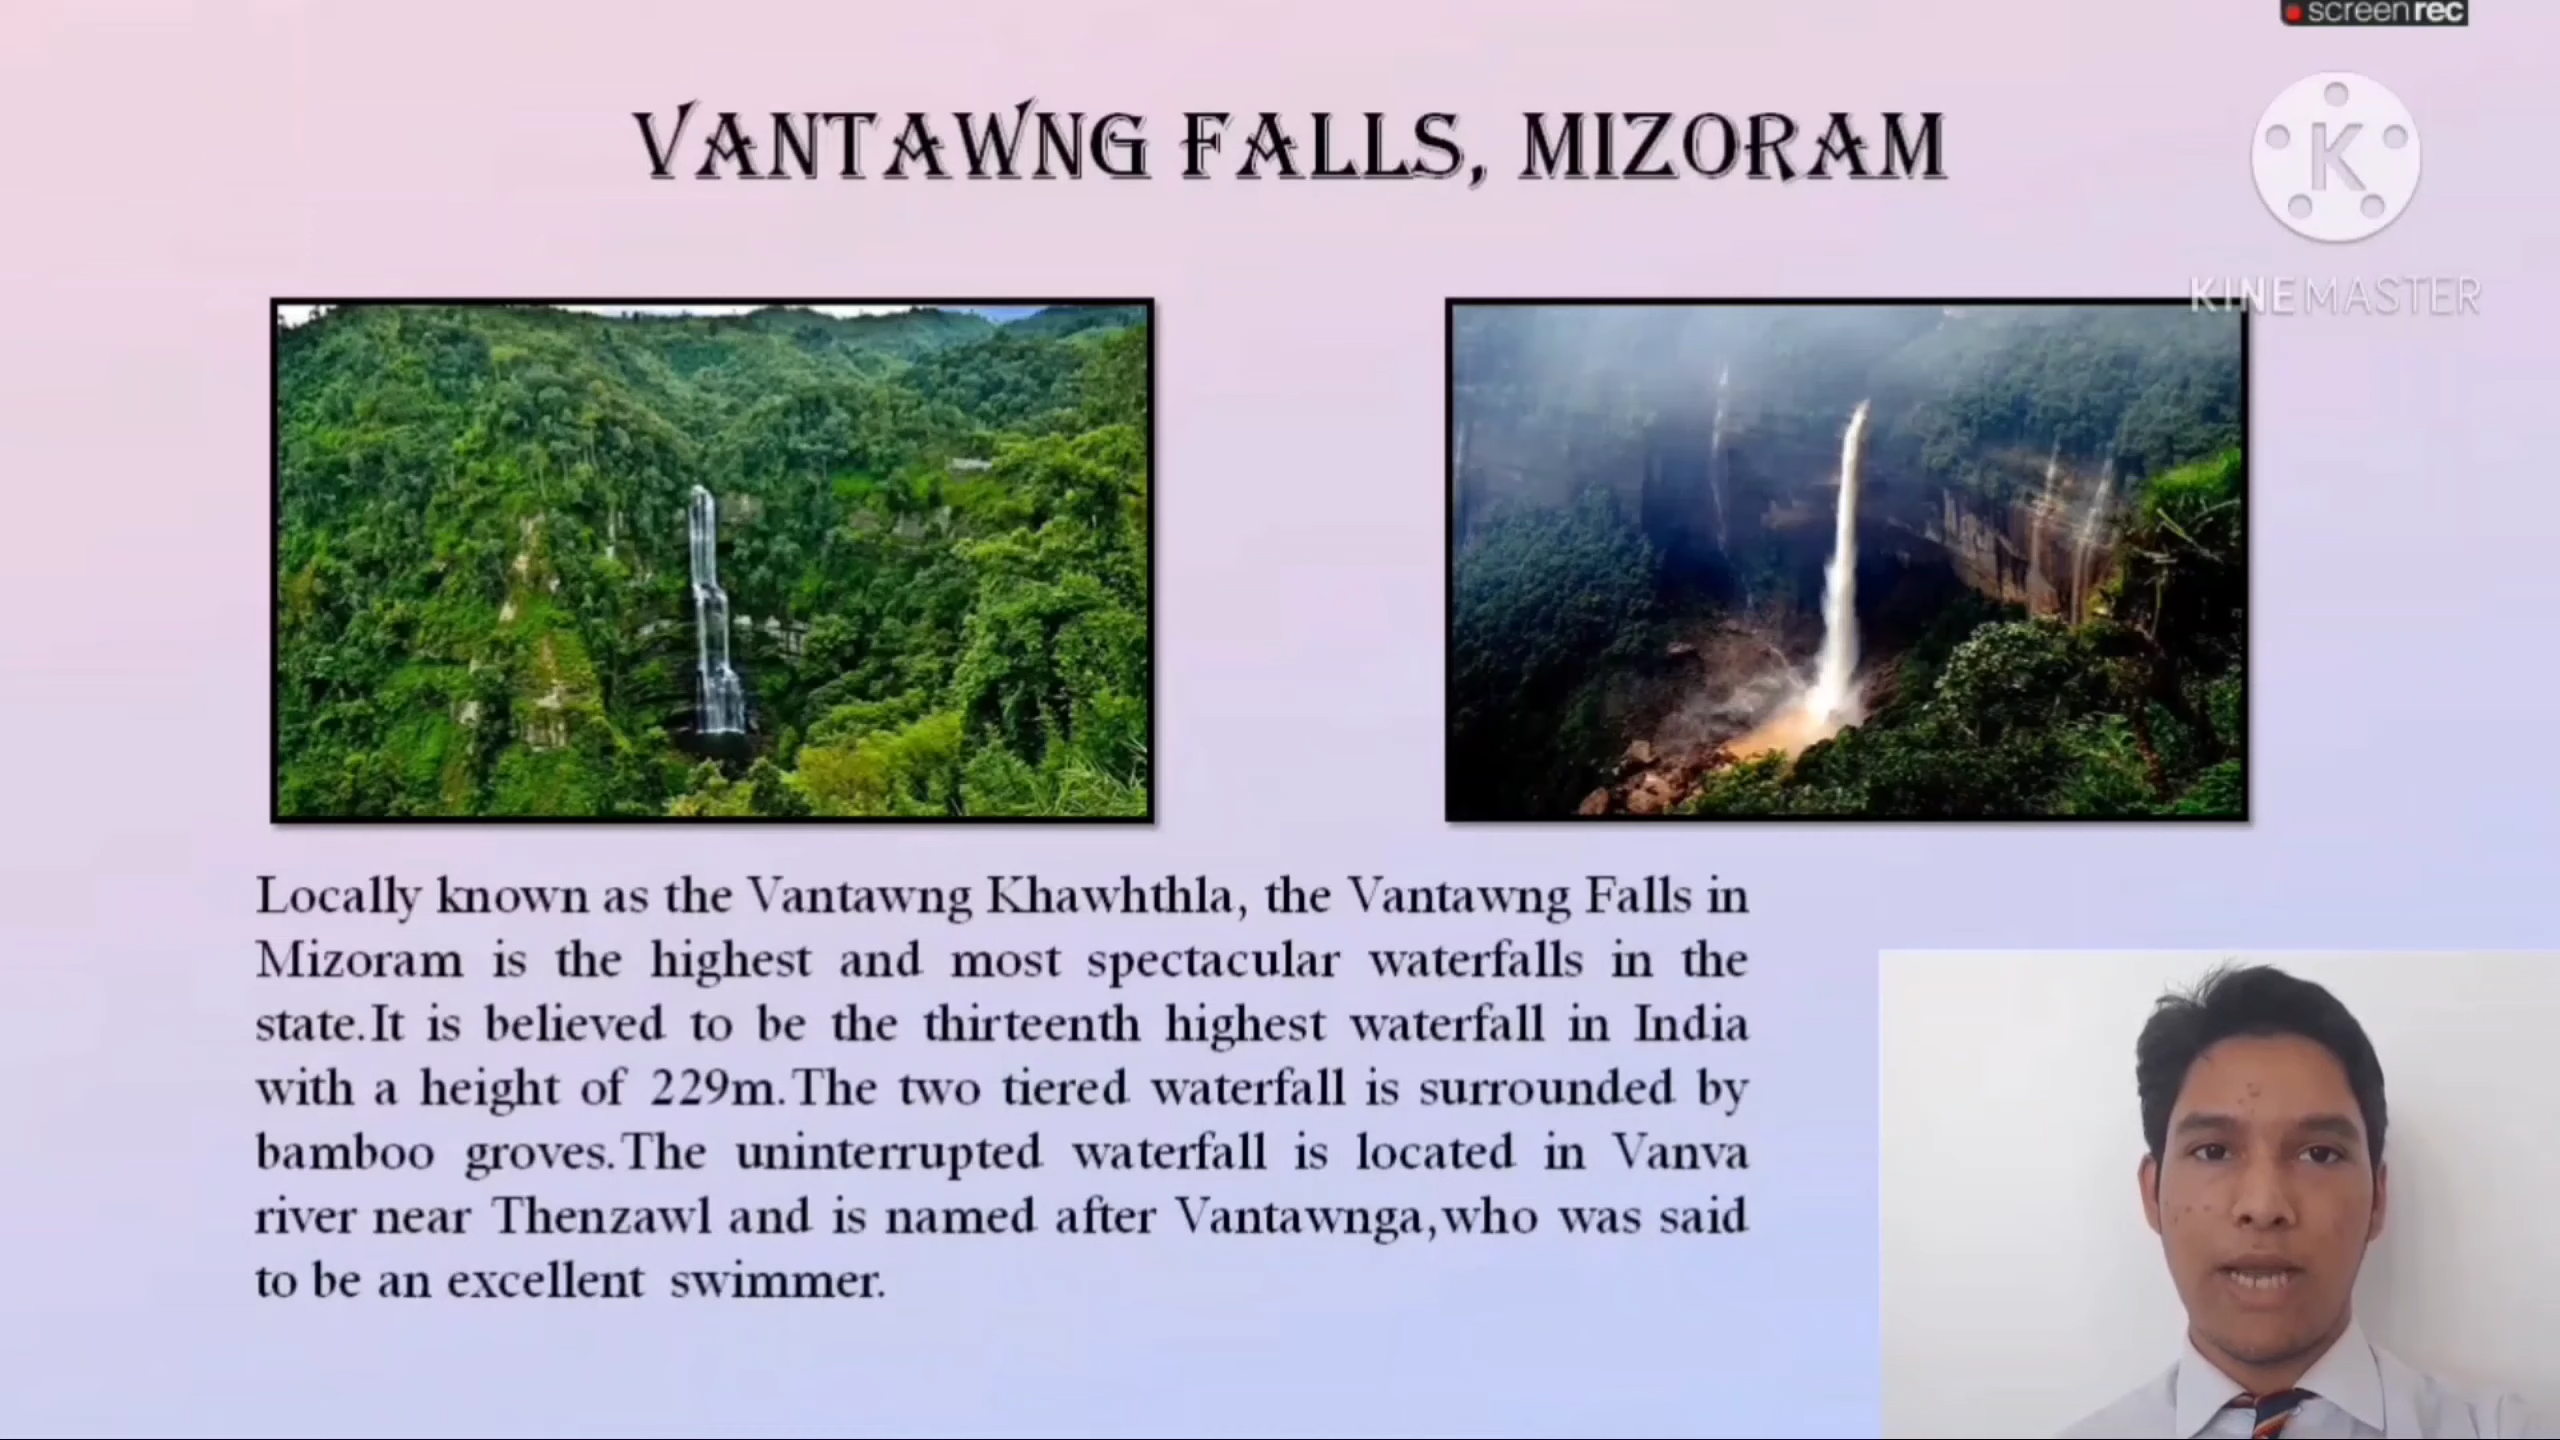 screenrec
VANTAWNG FALLS, MIZORAM
K
KINEMASTER
Locally known as the Vantawng Khawhthla, the Vantawng Falls in
Mizoram is the highest and most spectacular waterfalls in the
state.It is believed to be the thirteenth highest waterfall in India
with a height of 229m.The two tiered waterfall is surrounded by
bamboo groves.The uninterrupted waterfall is located in Vanva
river near Thenzawl and is named after Vantawnga,who was said
to be an excellent swimmer.